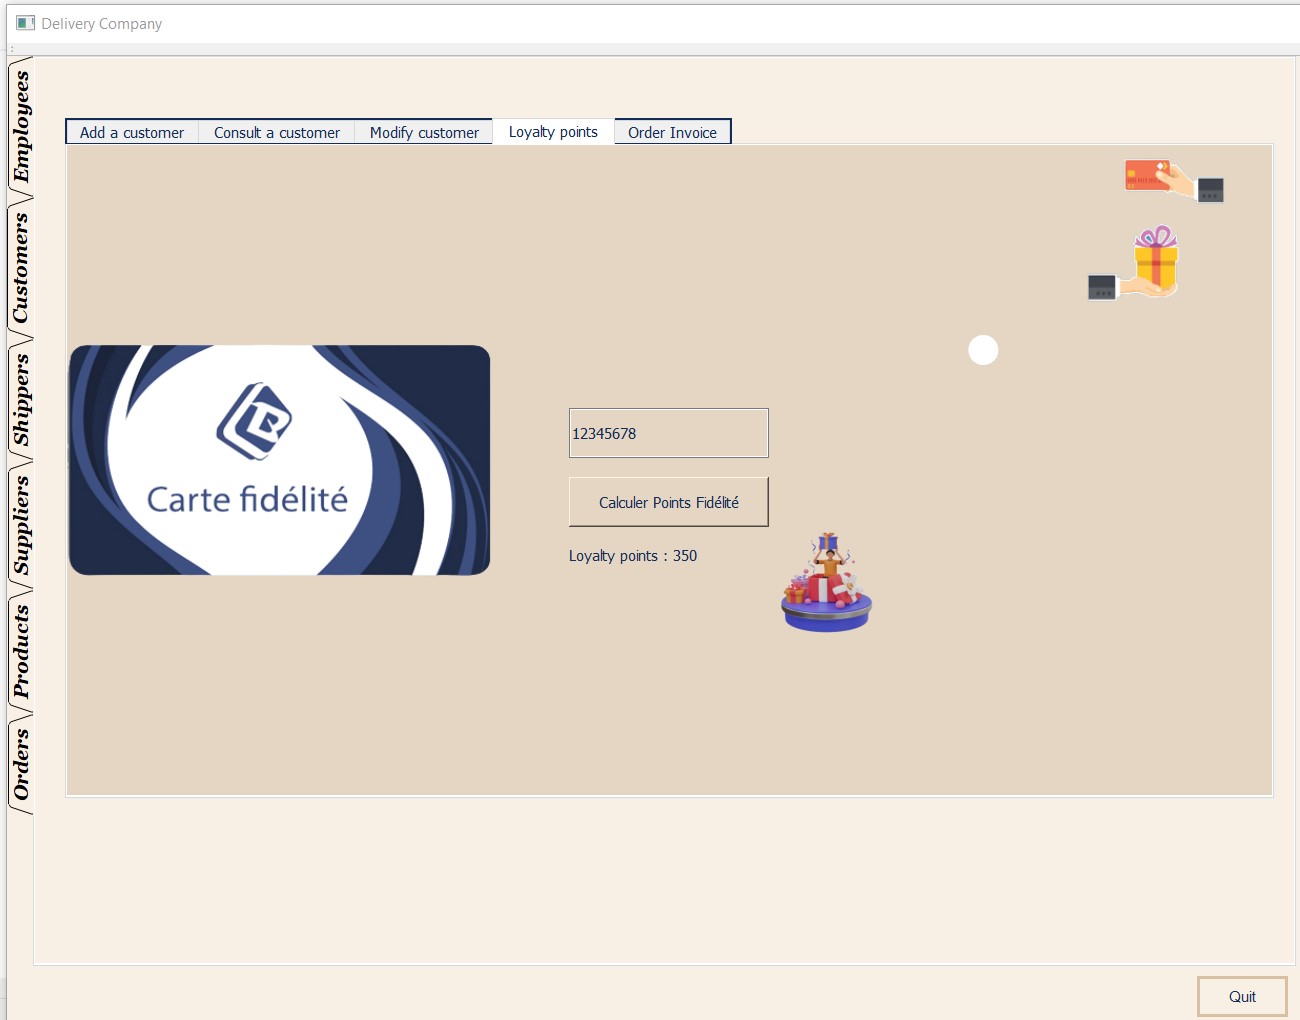 Delivery Company
Employees
Customers
Shippers
Suppliers
Products
Orders
Add a customer
Consult a customer
Modify customer
Loyalty points
Order Invoice
Carte fidélité
12345678
Calculer Points Fidélité
Loyalty points : 350
Quit